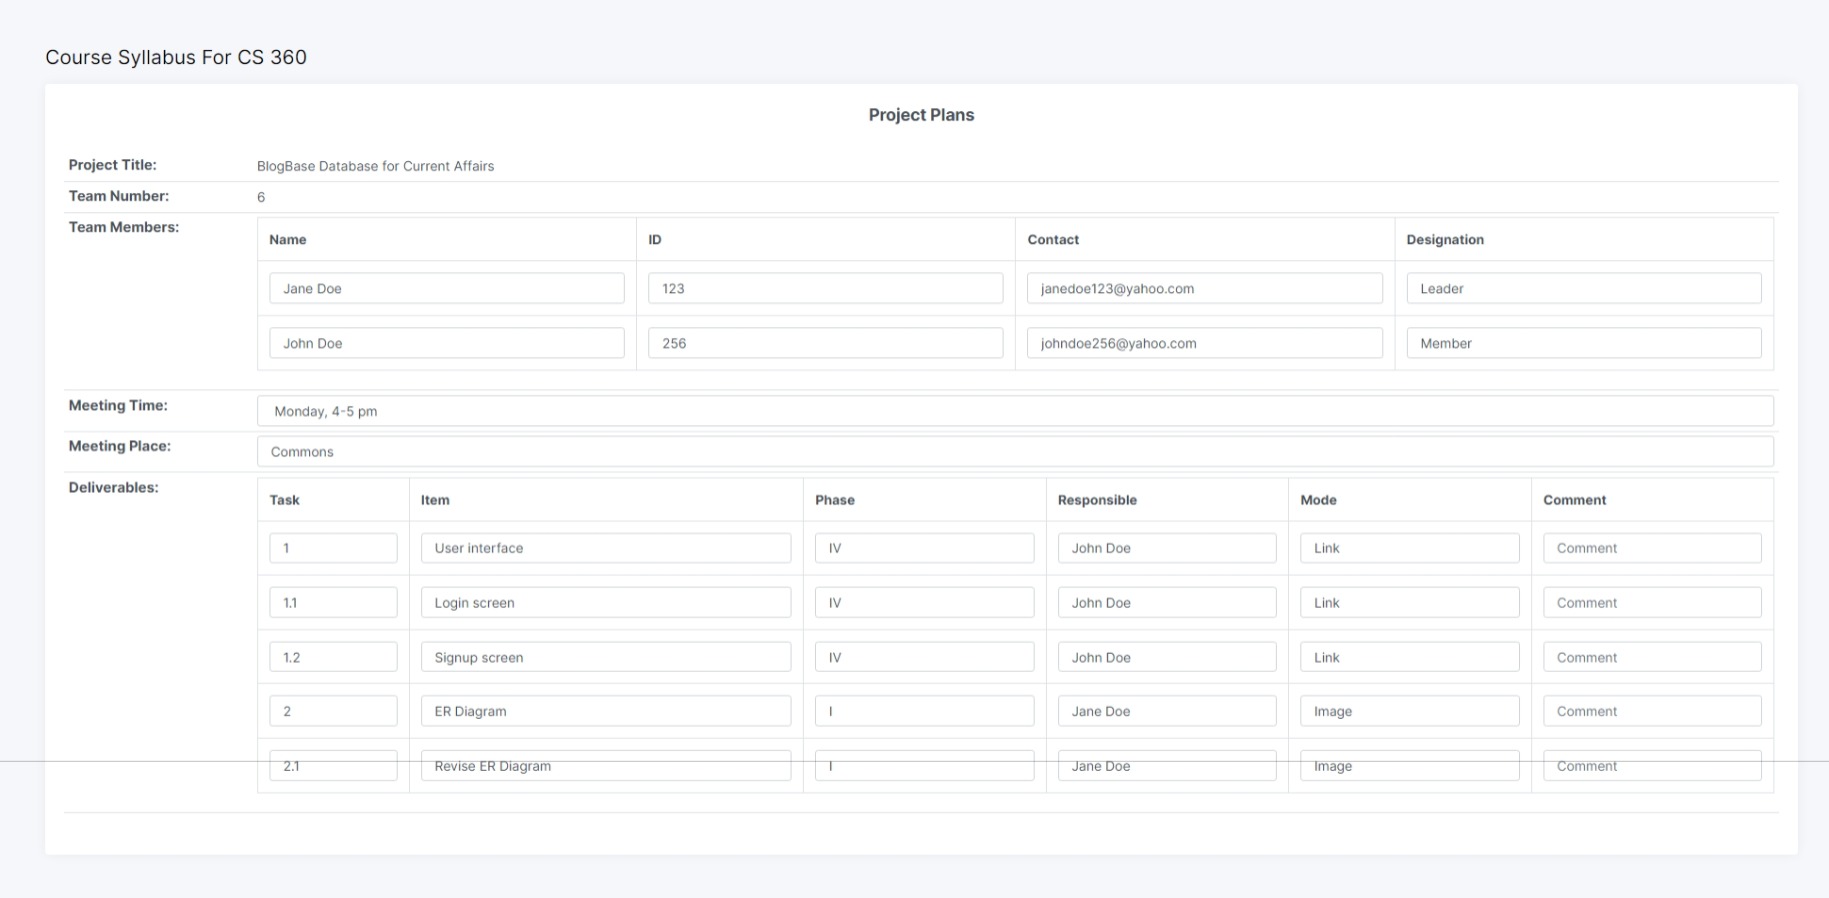 Course Syllabus For CS 360
Project Plans
Project Title: BlogBase Database for Current Affairs
Team Number: 6
Team Members:
Name ID Contact Designation
Jane Doe 123 janedoe123@yahoo.com Leader
John Doe 256 johndoe256@yahoo.com Member
Meeting Time: Monday, 4-5 pm
Meeting Place: Commons
Deliverables:
Task Item Phase Responsible Mode Comment
1 User interface IV John Doe Link Comment
1.1 Login screen IV John Doe Link Comment
1.2 Signup screen IV John Doe Link Comment
2 ER Diagram I Jane Doe Image Comment
2.1 Revise ER Diagram I Jane Doe Image Comment